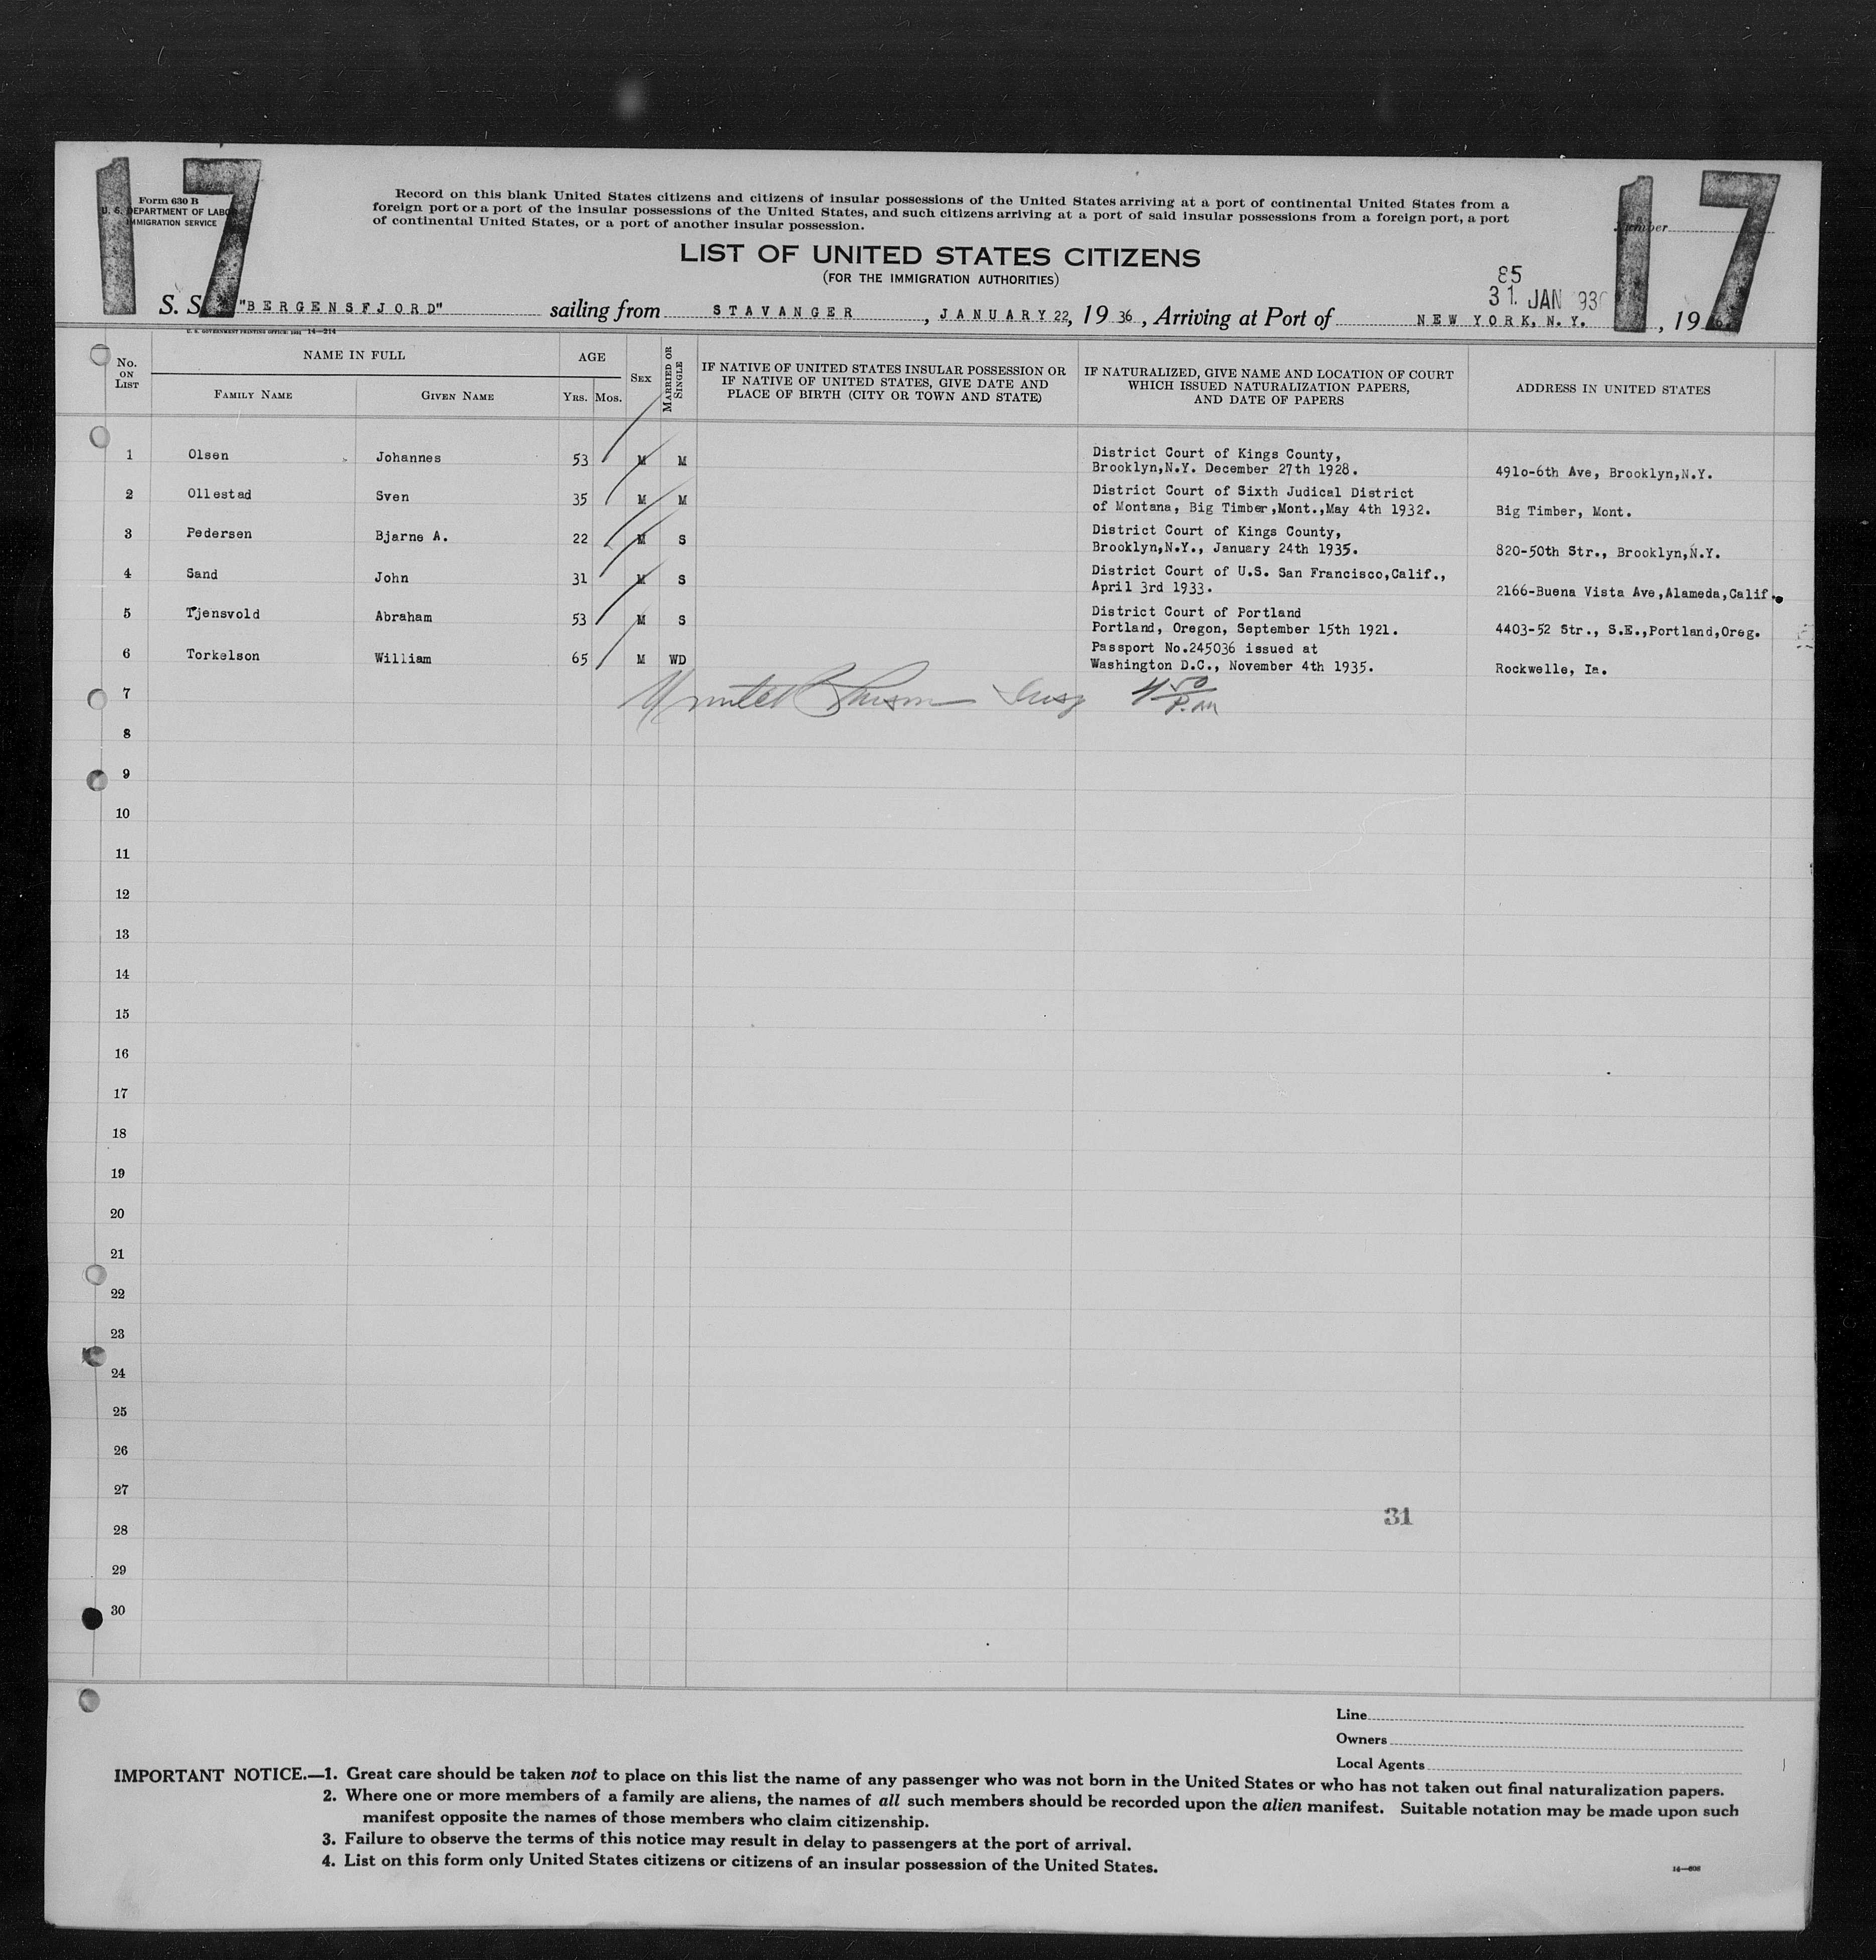 17
17
Form 630 B
U. S. DEPARTMENT OF LABOR
IMMIGRATION SERVICE
Record on this blank United States citizens and citizens of insular possessions of the United States arriving at a port of continental United States from a
foreign port or a port of the insular possessions of the United States, and such citizens arriving at a port of said insular possessions from a foreign port, a port
of continental United States, or a port of another insular possession.
Number
LIST OF UNITED STATES CITIZENS
(FOR THE IMMIGRATION AUTHORITIES)
85
31. JAN 1936
S. S. "BERGENSFJORD" sailing from STAVANGER, JANUARY 22, 19 36, Arriving at Port of NEW YORK, N. Y., 19
U. S. GOVERNMENT PRINTING OFFICE: 1931 14—214
No. ON LIST
NAME IN FULL
FAMILY NAME
GIVEN NAME
AGE
YRS.
MOS.
SEX
MARRIED OR SINGLE
IF NATIVE OF UNITED STATES INSULAR POSSESSION OR
IF NATIVE OF UNITED STATES, GIVE DATE AND
PLACE OF BIRTH (CITY OR TOWN AND STATE)
IF NATURALIZED, GIVE NAME AND LOCATION OF COURT
WHICH ISSUED NATURALIZATION PAPERS,
AND DATE OF PAPERS
ADDRESS IN UNITED STATES
1 Olsen Johannes 53 M M District Court of Kings County,
Brooklyn,N.Y. December 27th 1928. 491o-6th Ave, Brooklyn,N.Y.
2 Ollestad Sven 35 M M District Court of Sixth Judical District
of Montana, Big Timber,Mont.,May 4th 1932. Big Timber, Mont.
3 Pedersen Bjarne A. 22 M S District Court of Kings County,
Brooklyn,N.Y., January 24th 1935. 820-50th Str., Brooklyn,N.Y.
4 Sand John 31 M S District Court of U.S. San Francisco,Calif.,
April 3rd 1933. 2166-Buena Vista Ave,Alameda,Calif.
5 Tjensvold Abraham 53 M S District Court of Portland
Portland, Oregon, September 15th 1921. 4403-52 Str., S.E.,Portland,Oreg.
6 Torkelson William 65 M WD Passport No.245036 issued at
Washington D.C., November 4th 1935. Rockwelle, Ia.
7 4 50 P.m
8
9
10
11
12
13
14
15
16
17
18
19
20
21
22
23
24
25
26
27
31
28
29
30
Line
Owners
Local Agents
IMPORTANT NOTICE.—1. Great care should be taken not to place on this list the name of any passenger who was not born in the United States or who has not taken out final naturalization papers.
2. Where one or more members of a family are aliens, the names of all such members should be recorded upon the alien manifest. Suitable notation may be made upon such
manifest opposite the names of those members who claim citizenship.
3. Failure to observe the terms of this notice may result in delay to passengers at the port of arrival.
4. List on this form only United States citizens or citizens of an insular possession of the United States.